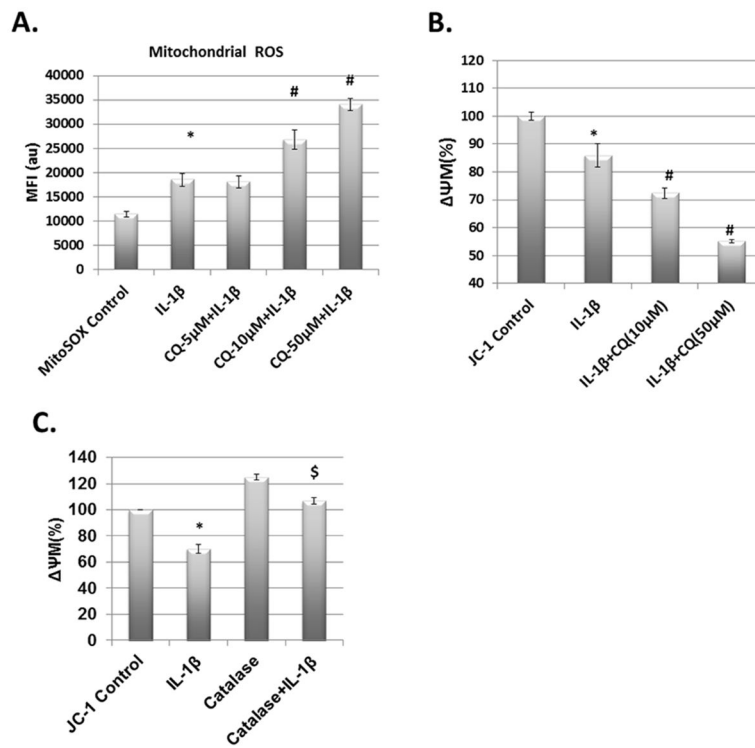 A.
Mitochondrial ROS
MFI (au)
40000
35000
30000
25000
20000
15000
10000
5000
0
*
#
#
MitoSOX Control
IL-1β
CQ-5µM+IL-1β
CQ-10µM+IL-1β
CQ-50µM+IL-1β
B.
ΔΨM(%)
120
100
90
80
70
60
50
40
*
#
#
JC-1 Control
IL-1β
IL-1β+CQ(10µM)
IL-1β+CQ(50µM)
C.
ΔΨM(%)
140
120
100
80
60
40
20
0
*
$
JC-1 Control
IL-1β
Catalase
Catalase+IL-1β